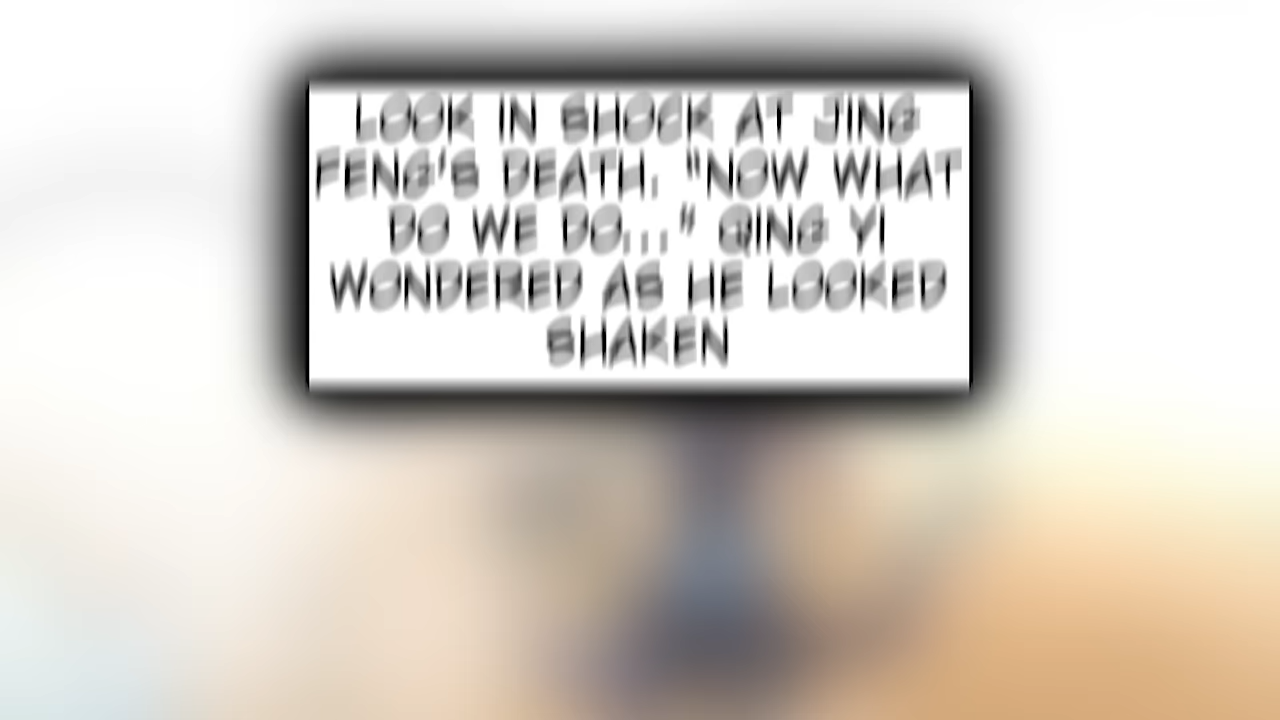 LOOK IN SHOCK AT JING
FENG'S DEATH. "NOW WHAT
DO WE DO..." QING YI
WONDERED AS HE LOOKED
SHAKEN